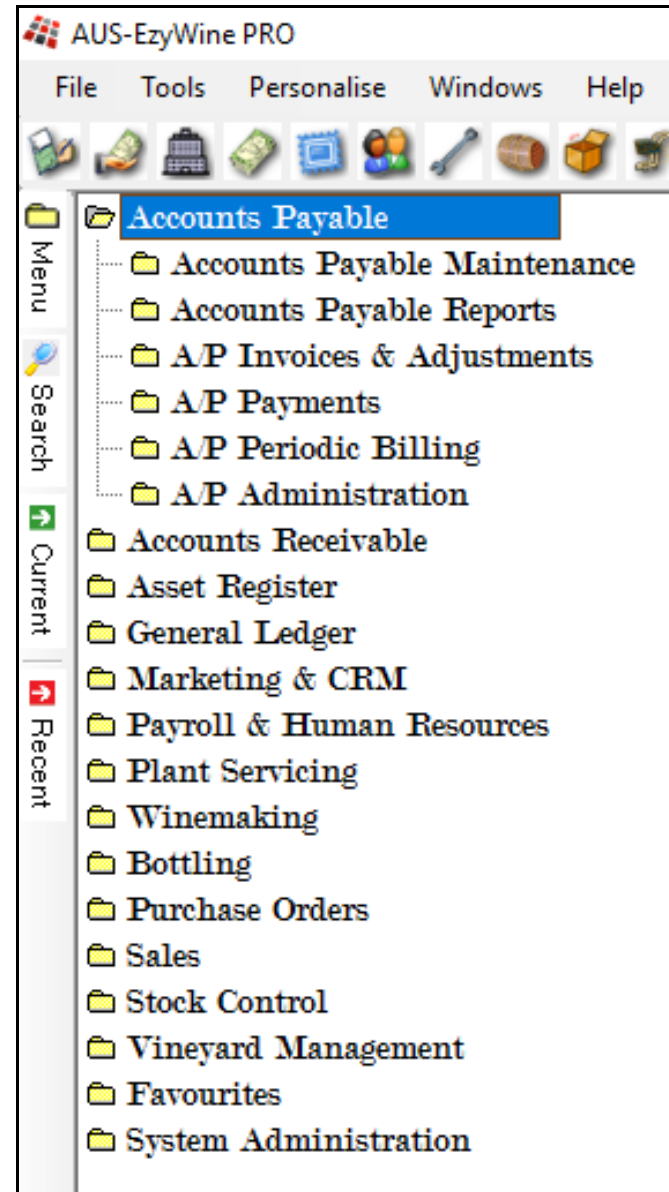 AUS-EzyWine PRO
File Tools Personalise Windows Help
Menu
Search
Current
Recent
Accounts Payable
Accounts Payable Maintenance
Accounts Payable Reports
A/P Invoices & Adjustments
A/P Payments
A/P Periodic Billing
A/P Administration
Accounts Receivable
Asset Register
General Ledger
Marketing & CRM
Payroll & Human Resources
Plant Servicing
Winemaking
Bottling
Purchase Orders
Sales
Stock Control
Vineyard Management
Favourites
System Administration